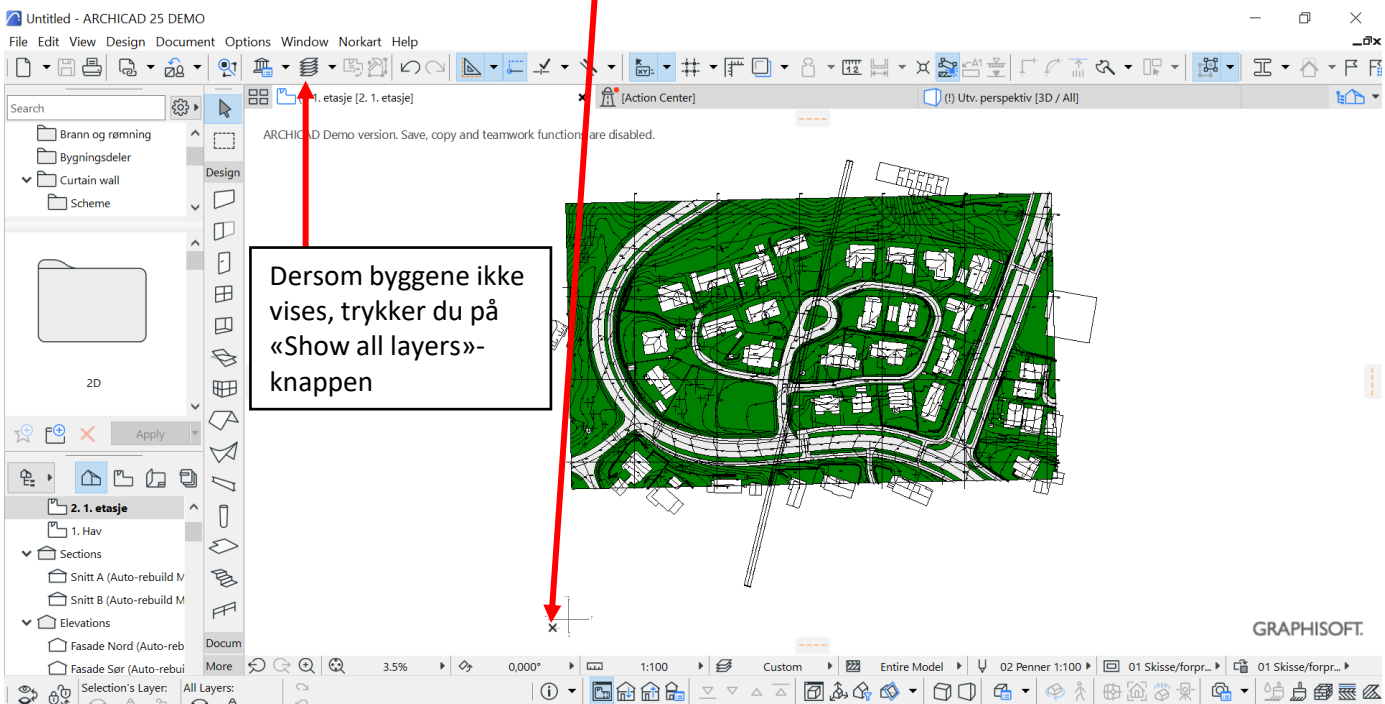 Untitled - ARCHICAD 25 DEMO
File Edit View Design Document Options Window Norkart Help
Search
1. etasje [2. 1. etasje]
[Action Center]
(!) Utv. perspektiv [3D / All]
ARCHICAD Demo version. Save, copy and teamwork functions are disabled.
Brann og rømning
Bygningsdeler
Curtain wall
Scheme
Design
Dersom byggene ikke
vises, trykker du på
«Show all layers»-
knappen
2D
Apply
2. 1. etasje
1. Hav
Sections
Snitt A (Auto-rebuild M
Snitt B (Auto-rebuild M
Elevations
Fasade Nord (Auto-reb
Fasade Sør (Auto-rebui
Docum
More
GRAPHISOFT.
3.5%
0,000°
1:100
Custom
Entire Model
02 Penner 1:100
01 Skisse/forpr...
01 Skisse/forpr...
Selection's Layer:
All Layers: